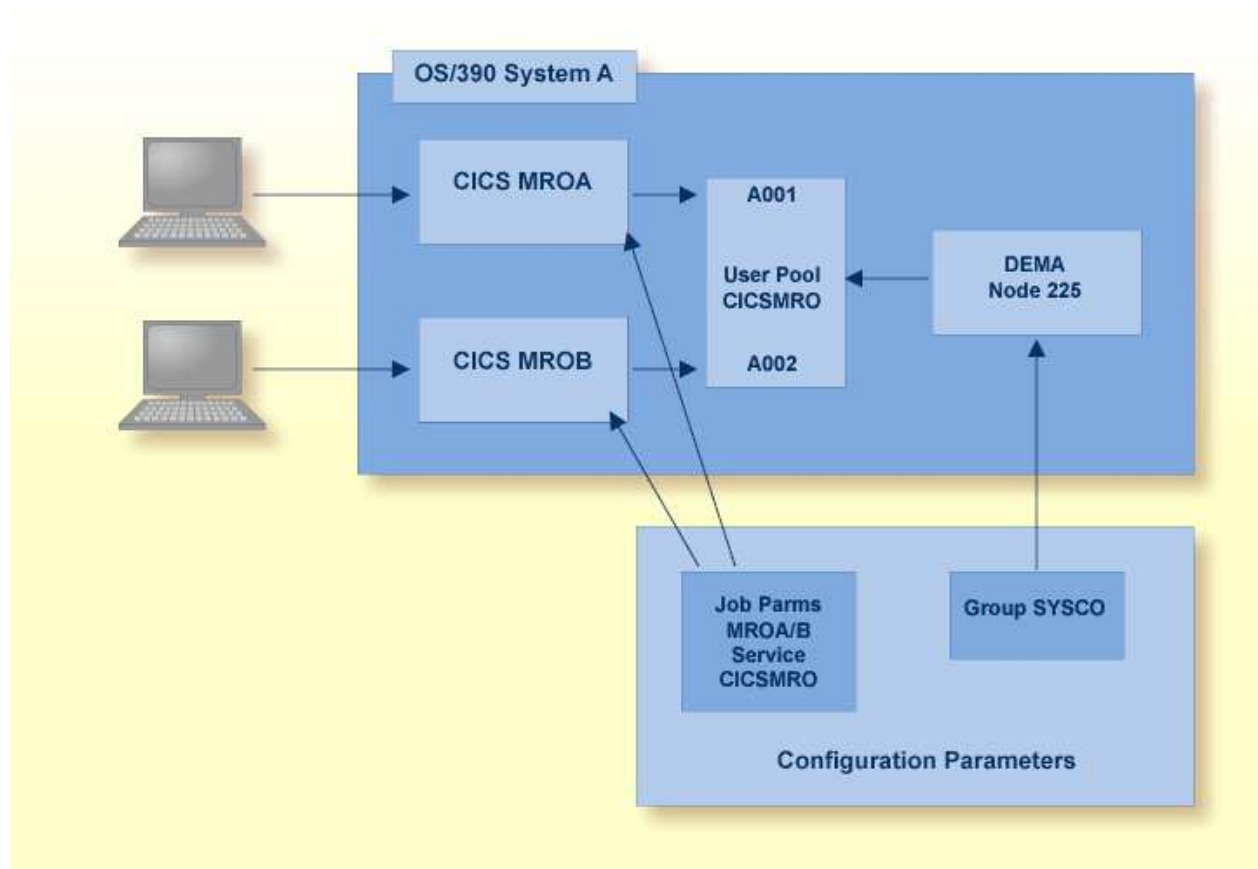 OS/390 System A
CICS MROA
CICS MROB
A001
User Pool
CICSMRO
A002
DEMA
Node 225
Job Parms
MROA/B
Service
CICSMRO
Group SYSCO
Configuration Parameters